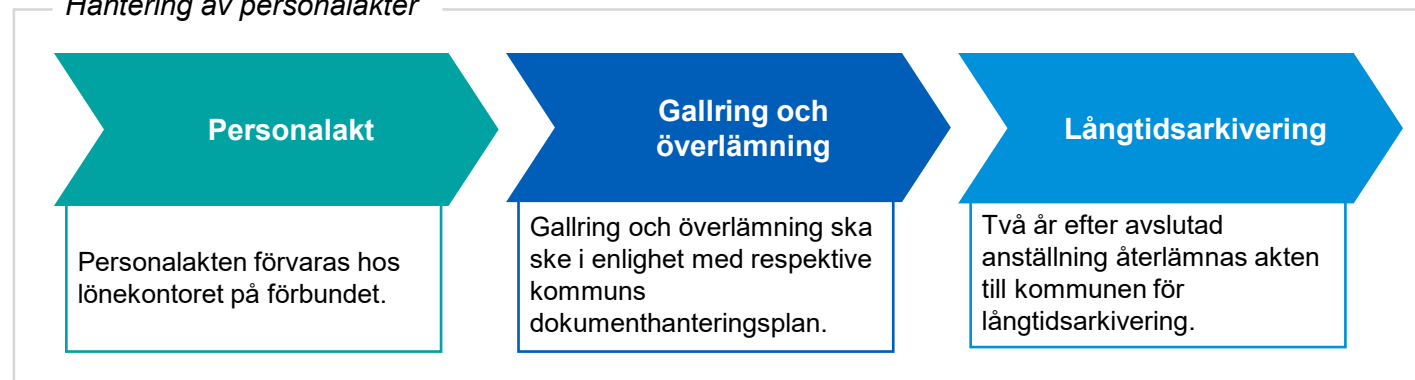 Hantering av personalakter
Personalakt
Personalakten förvaras hos
lönekontoret på förbundet.
Gallring och
överlämning
Gallring och överlämning ska
ske i enlighet med respektive
kommuns
dokumenthanteringsplan.
Långtidsarkivering
Två år efter avslutad
anställning återlämnas akten
till kommunen för
långtidsarkivering.